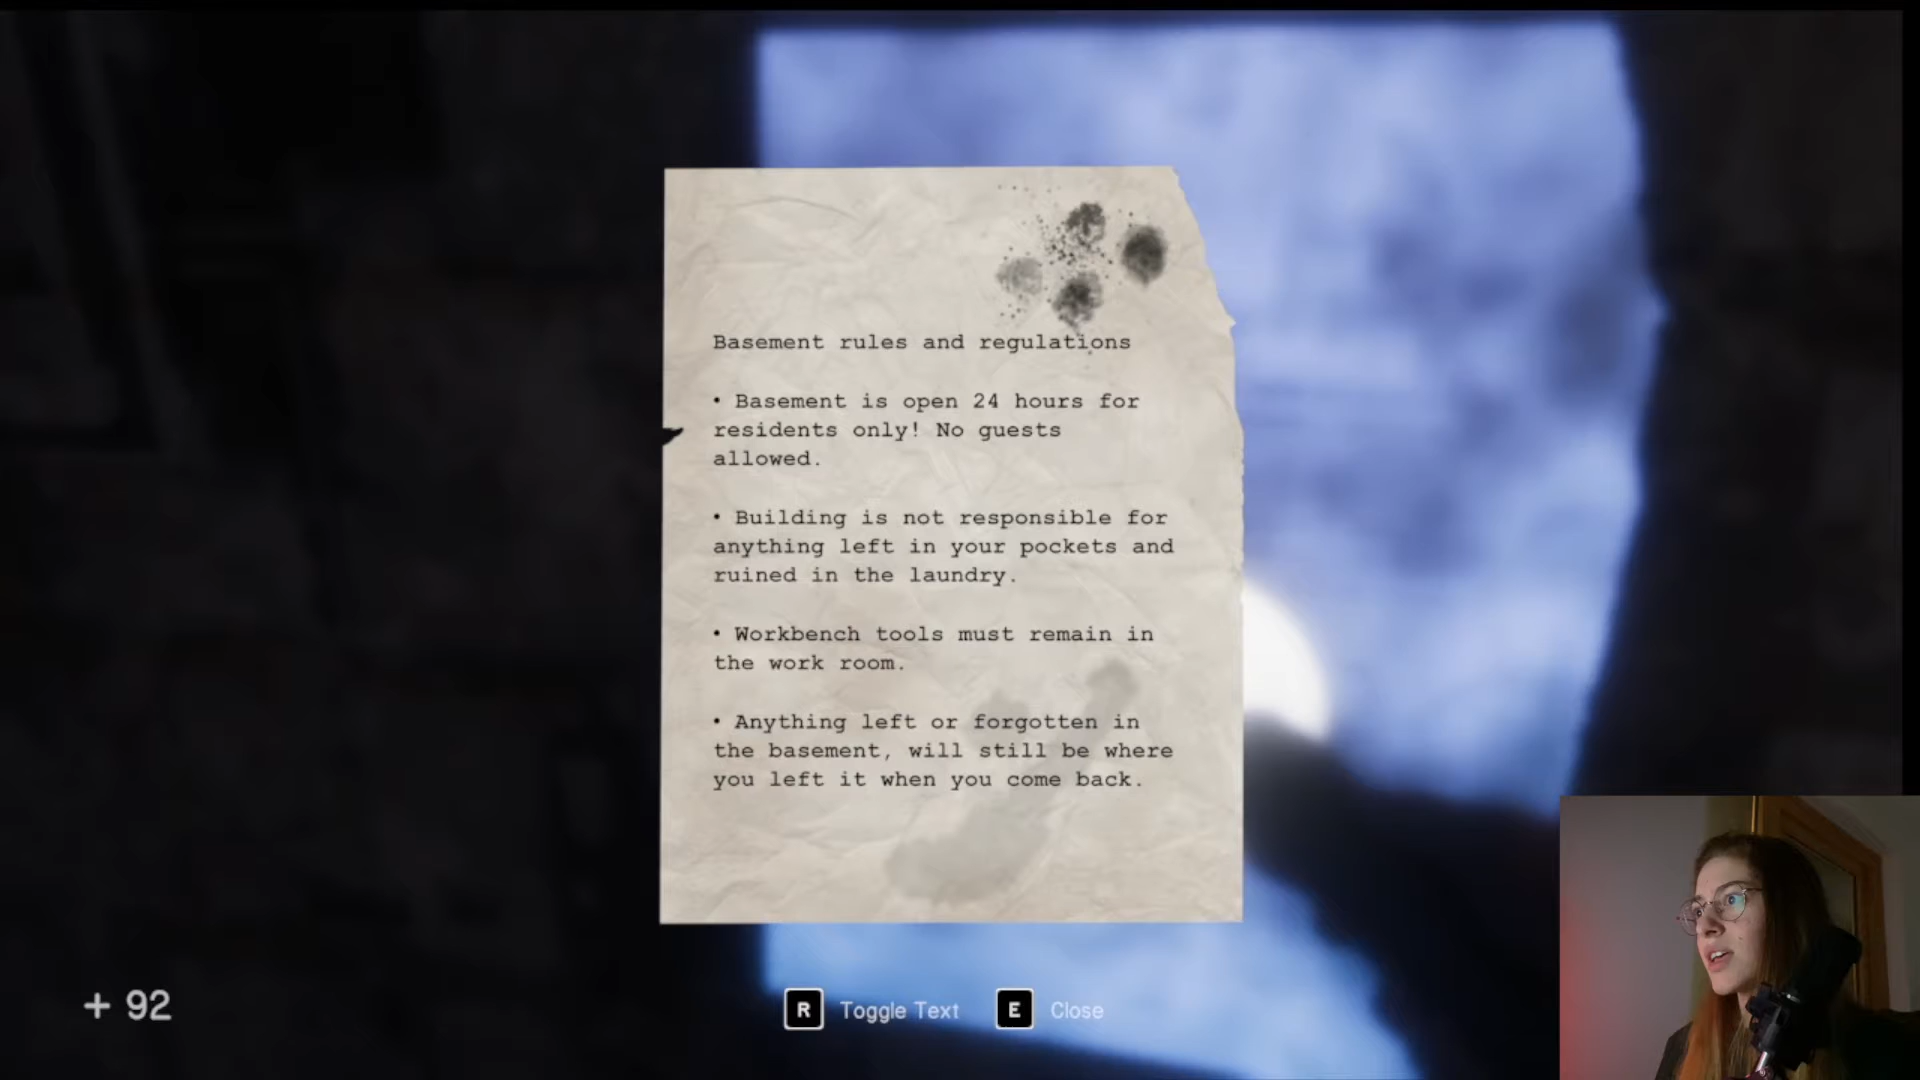 Basement rules and regulations
• Basement is open 24 hours for
residents only! No guests
allowed.
• Building is not responsible for
anything left in your pockets and
ruined in the laundry.
• Workbench tools must remain in
the work room.
• Anything left or forgotten in
the basement, will still be where
you left it when you come back.
+ 92
R Toggle Text E Close